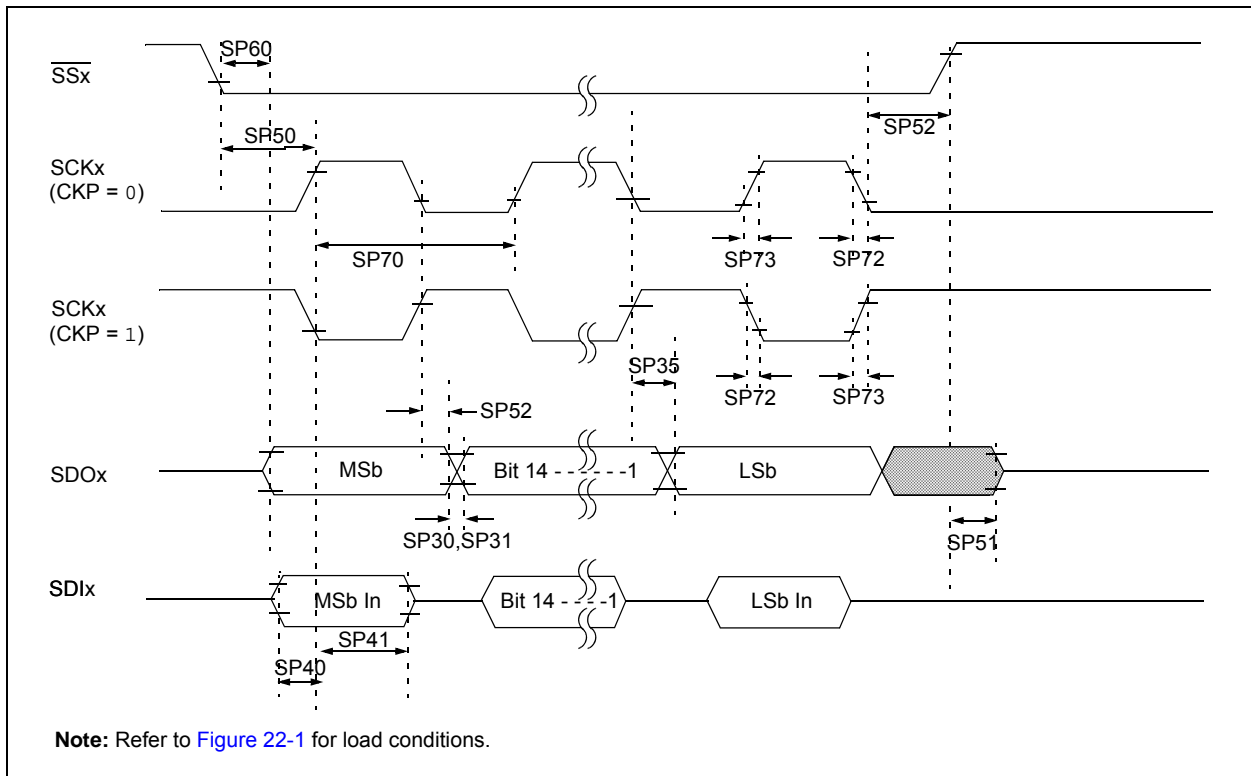 SP60
SSx
SP52
SP50
SCKx
(CKP = 0)
SP70
SP73
SP72
SCKx
(CKP = 1)
SP35
SP72
SP73
SP52
SDOx
MSb
Bit 14 - - - - - -1
LSb
SP30,SP31
SP51
SDIx
MSb In
Bit 14 - - - -1
LSb In
SP41
SP40
Note: Refer to Figure 22-1 for load conditions.